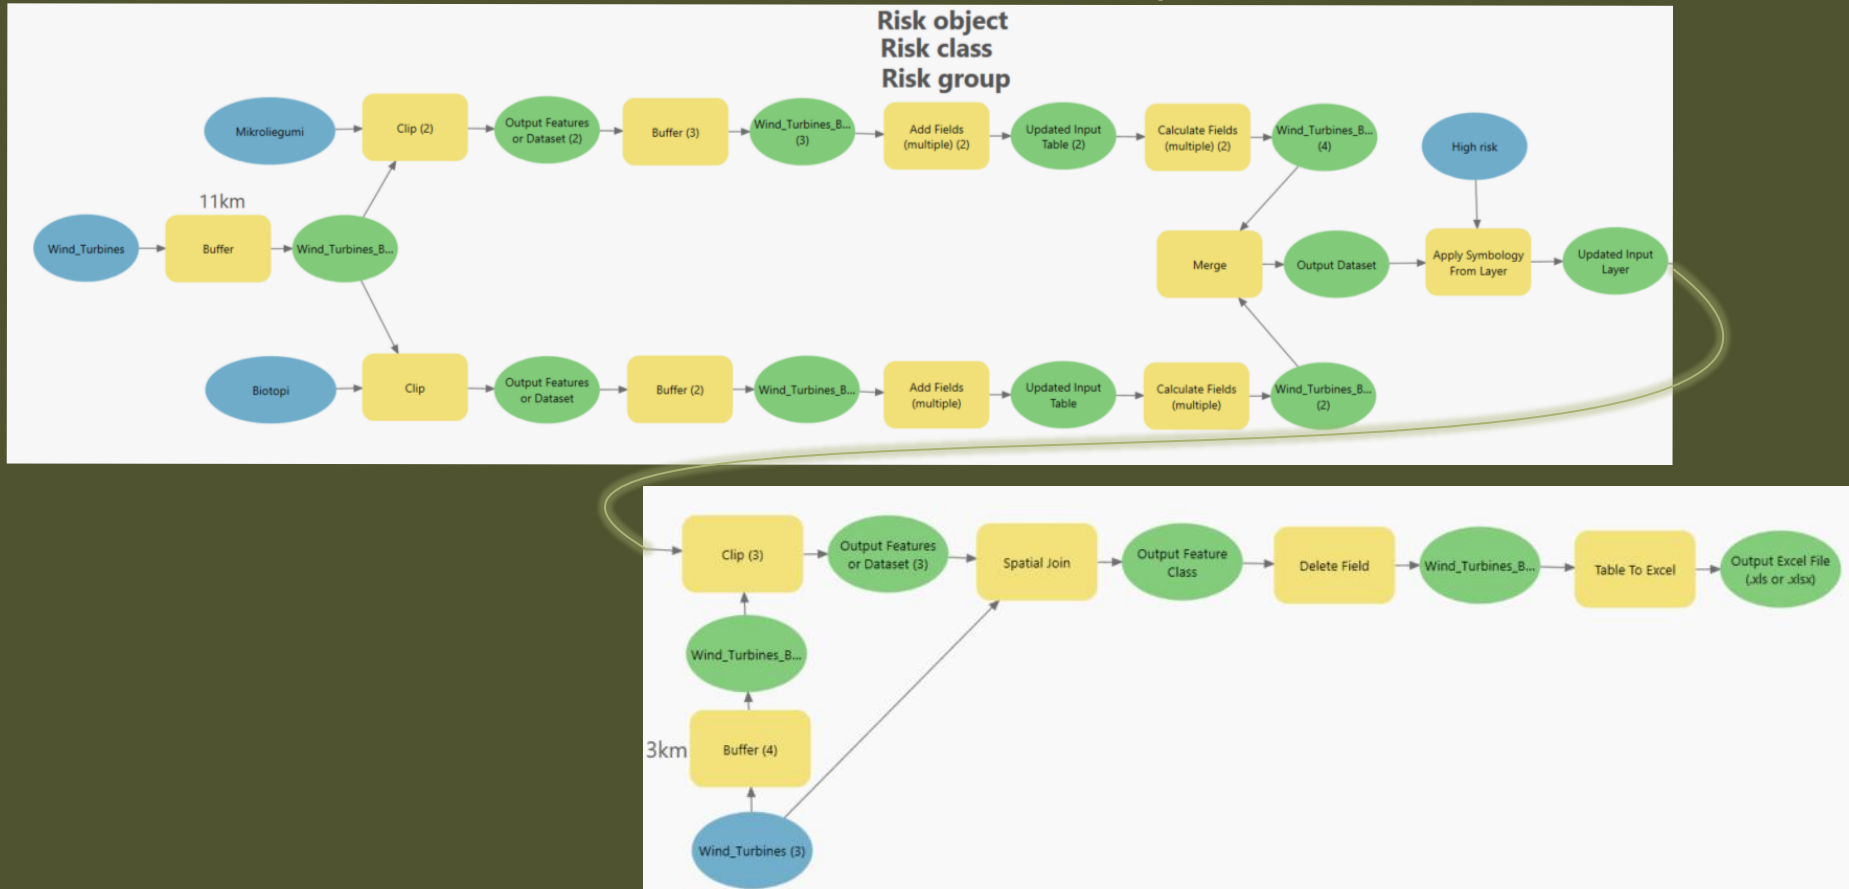 Risk object
Risk class
Risk group
Mikroliegumi
Clip (2)
Output Features
or Dataset (2)
Buffer (3)
Wind_Turbines_B...
(3)
Add Fields
(multiple) (2)
Updated Input
Table (2)
Calculate Fields
(multiple) (2)
Wind_Turbines_B...
(4)
High risk
11km
Wind_Turbines
Buffer
Wind_Turbines_B...
Merge
Output Dataset
Apply Symbology
From Layer
Updated Input
Layer
Biotopi
Clip
Output Features
or Dataset
Buffer (2)
Wind_Turbines_B...
Add Fields
(multiple)
Updated Input
Table
Calculate Fields
(multiple)
Wind_Turbines_B...
(2)
Clip (3)
Output Features
or Dataset (3)
Spatial Join
Output Feature
Class
Delete Field
Wind_Turbines_B...
Table To Excel
Output Excel File
(.xls or .xlsx)
Wind_Turbines_B...
3km
Buffer (4)
Wind_Turbines (3)